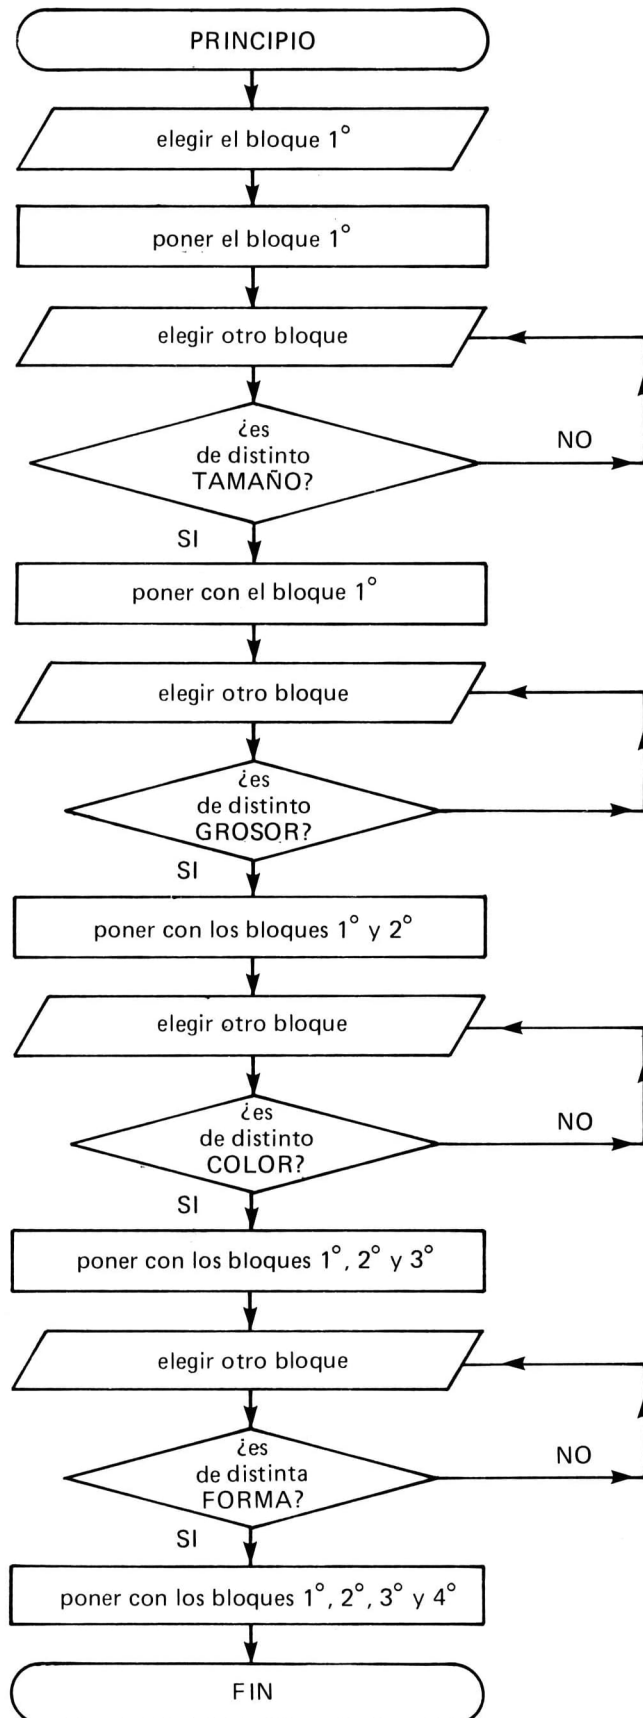 PRINCIPIO
elegir el bloque 1°
poner el bloque 1°
elegir otro bloque
¿es
de distinto
TAMAÑO?
NO
SI
poner con el bloque 1°
elegir otro bloque
¿es
de distinto
GROSOR?
SI
poner con los bloques 1° y 2°
elegir otro bloque
¿es
de distinto
COLOR?
NO
SI
poner con los bloques 1°, 2° y 3°
elegir otro bloque
¿es
de distinta
FORMA?
NO
SI
poner con los bloques 1°, 2°, 3° y 4°
FIN